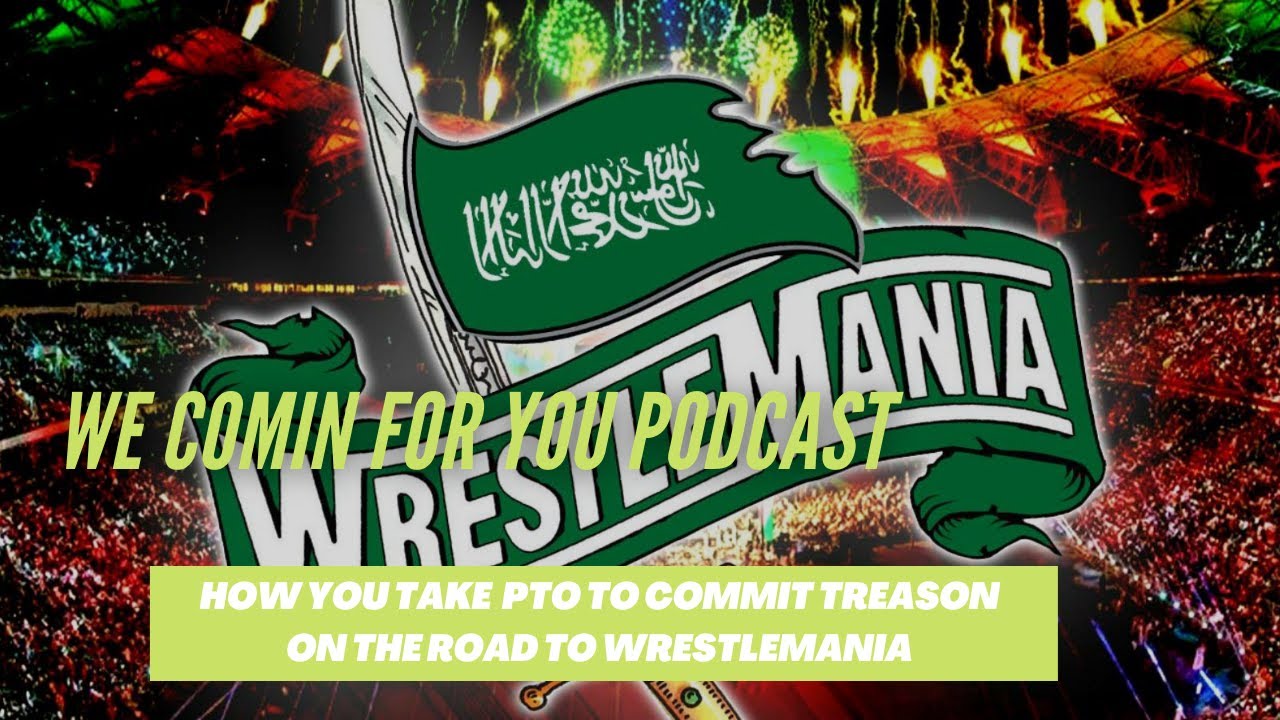 WRESTLEMANIA
WE COMIN FOR YOU PODCAST
HOW YOU TAKE PTO TO COMMIT TREASON
ON THE ROAD TO WRESTLEMANIA